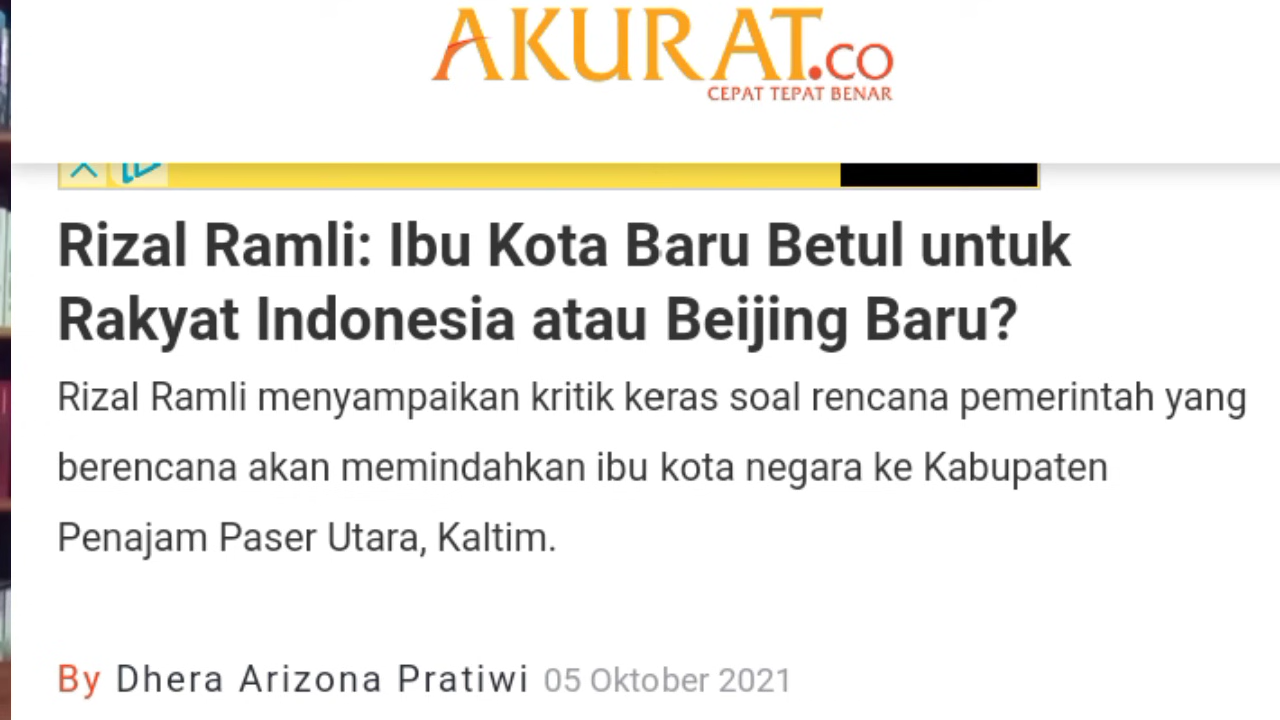 AKURAT.CO
CEPAT TEPAT BENAR
Rizal Ramli: Ibu Kota Baru Betul untuk
Rakyat Indonesia atau Beijing Baru?
Rizal Ramli menyampaikan kritik keras soal rencana pemerintah yang
berencana akan memindahkan ibu kota negara ke Kabupaten
Penajam Paser Utara, Kaltim.
By Dhera Arizona Pratiwi 05 Oktober 2021